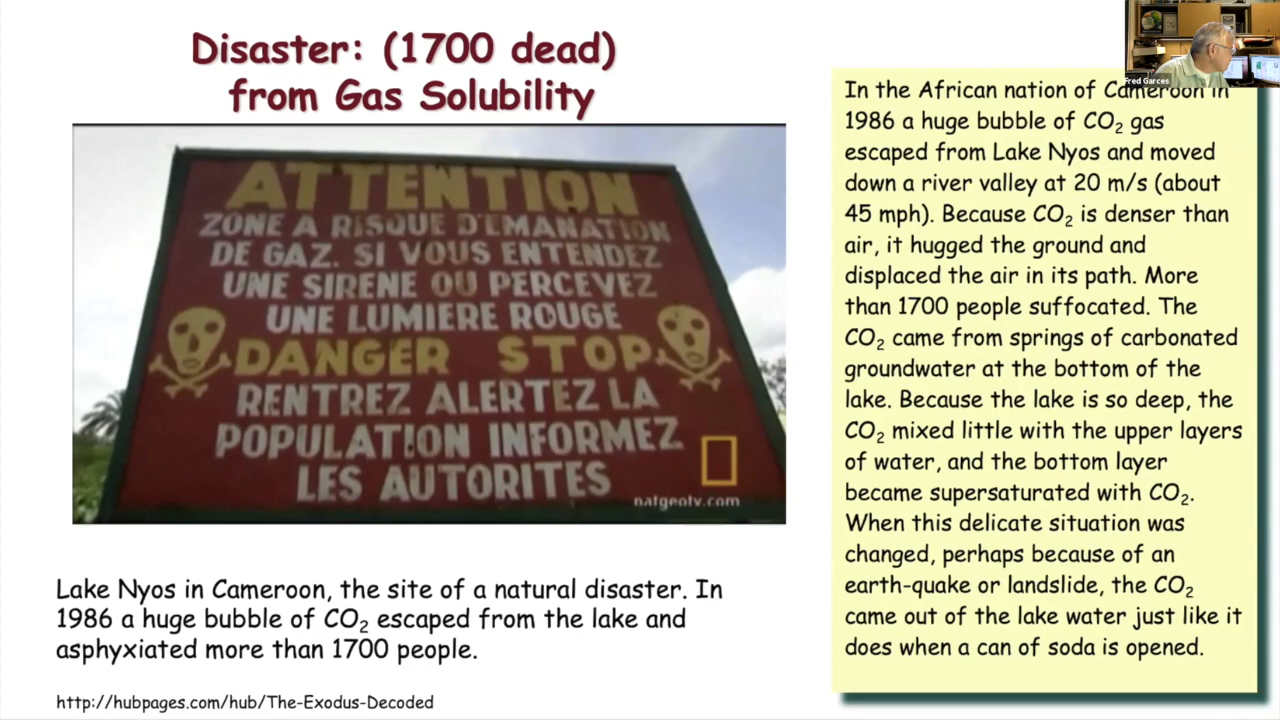 Disaster: (1700 dead)
from Gas Solubility
ATTENTION
ZONE A RISQUE D'EMANATION
DE GAZ. SI VOUS ENTENDEZ
UNE SIRENE OU PERCEVEZ
UNE LUMIERE ROUGE
DANGER STOP
RENTREZ ALERTEZ LA
POPULATION INFORMEZ
LES AUTORITES
natgeotv.com
Lake Nyos in Cameroon, the site of a natural disaster. In
1986 a huge bubble of CO₂ escaped from the lake and
asphyxiated more than 1700 people.
http://hubpages.com/hub/The-Exodus-Decoded
Fred Garces
In the African nation of Cameroon in
1986 a huge bubble of CO₂ gas
escaped from Lake Nyos and moved
down a river valley at 20 m/s (about
45 mph). Because CO₂ is denser than
air, it hugged the ground and
displaced the air in its path. More
than 1700 people suffocated. The
CO₂ came from springs of carbonated
groundwater at the bottom of the
lake. Because the lake is so deep, the
CO₂ mixed little with the upper layers
of water, and the bottom layer
became supersaturated with CO₂.
When this delicate situation was
changed, perhaps because of an
earth-quake or landslide, the CO₂
came out of the lake water just like it
does when a can of soda is opened.